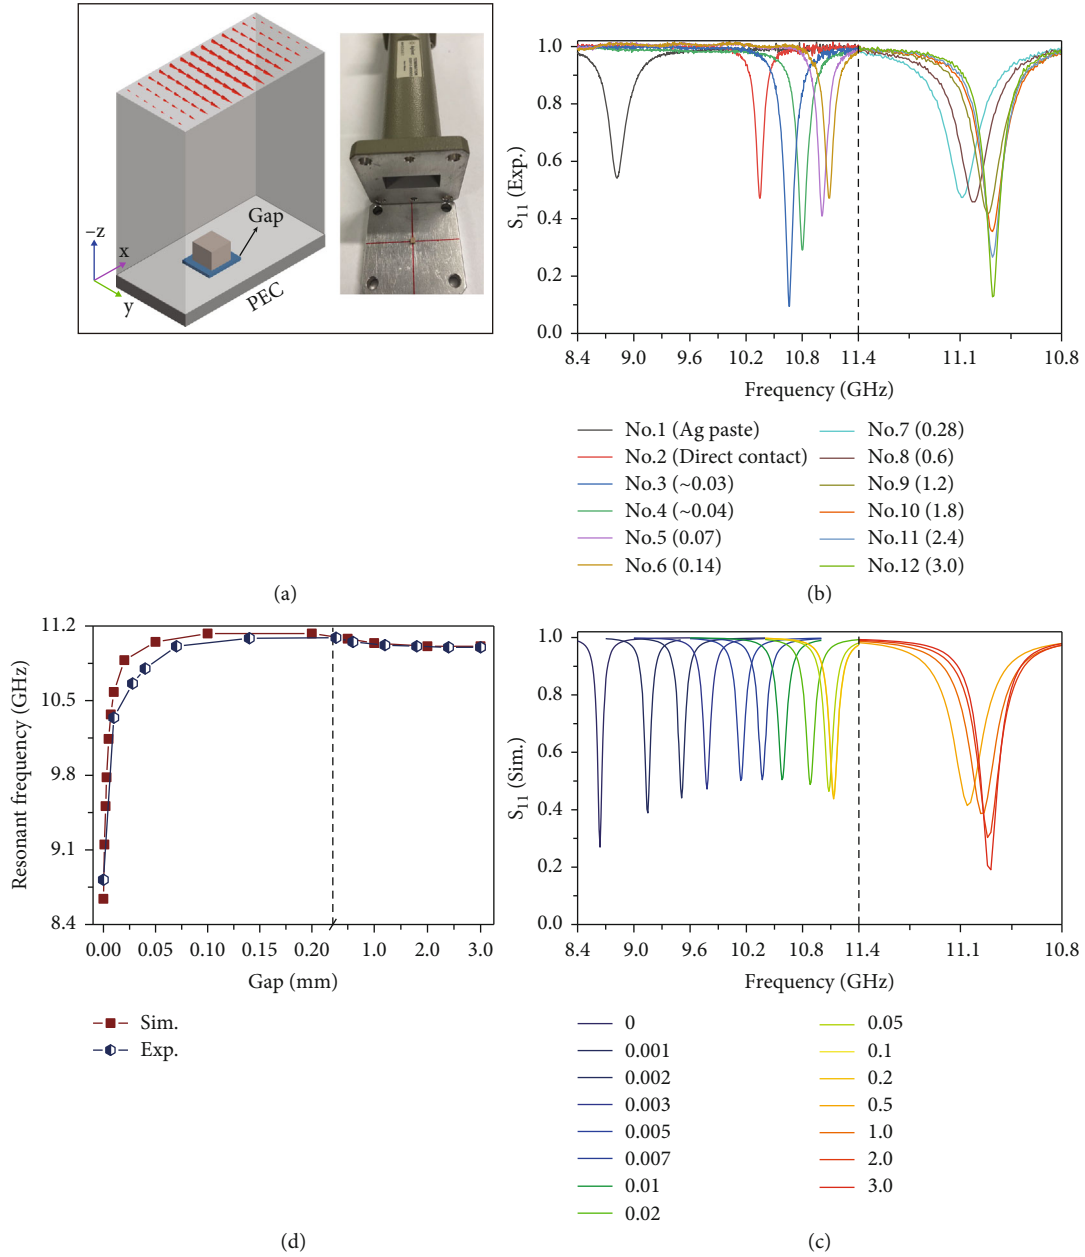 Gap
−z
x
y
PEC
(a)
1.0
0.8
0.6
0.4
0.2
0.0
S11 (Exp.)
8.4 9.0 9.6 10.2 10.8 11.4 11.1 10.8
Frequency (GHz)
No.1 (Ag paste)
No.2 (Direct contact)
No.3 (~0.03)
No.4 (~0.04)
No.5 (0.07)
No.6 (0.14)
No.7 (0.28)
No.8 (0.6)
No.9 (1.2)
No.10 (1.8)
No.11 (2.4)
No.12 (3.0)
(b)
11.2
10.5
9.8
9.1
8.4
Resonant frequency (GHz)
0.00 0.05 0.10 0.15 0.20 1.0 2.0 3.0
Gap (mm)
Sim.
Exp.
(d)
1.0
0.8
0.6
0.4
0.2
0.0
S11 (Sim.)
8.4 9.0 9.6 10.2 10.8 11.4 11.1 10.8
Frequency (GHz)
0
0.001
0.002
0.003
0.005
0.007
0.01
0.02
0.05
0.1
0.2
0.5
1.0
2.0
3.0
(c)